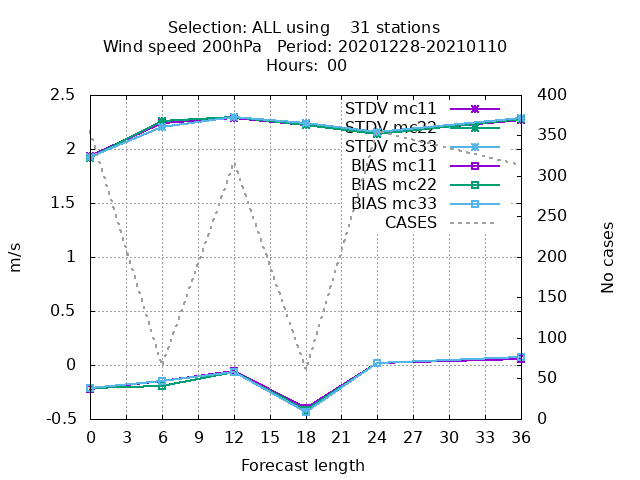 Selection: ALL using 31 stations
Wind speed 200hPa Period: 20201228-20210110
Hours: 00
2.5
2
1.5
1
0.5
0
-0.5
400
350
300
250
200
150
100
50
0
STDV mc11
STDV mc22
STDV mc33
BIAS mc11
BIAS mc22
BIAS mc33
CASES
m/s
No cases
0 3 6 9 12 15 18 21 24 27 30 33 36
Forecast length